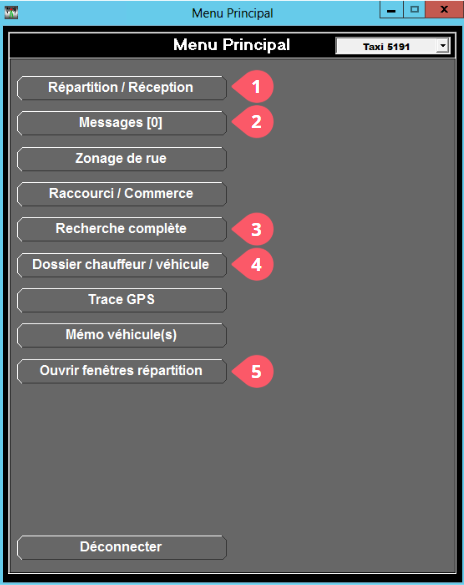 Menu Principal
Menu Principal
Taxi 5191
Répartition / Réception
1
Messages [0]
2
Zonage de rue
Raccourci / Commerce
Recherche complète
3
Dossier chauffeur / véhicule
4
Trace GPS
Mémo véhicule(s)
Ouvrir fenêtres répartition
5
Déconnecter